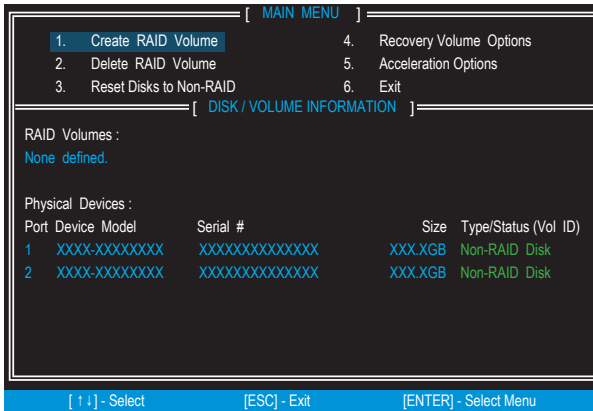 [ MAIN MENU ]
1. Create RAID Volume 4. Recovery Volume Options
2. Delete RAID Volume 5. Acceleration Options
3. Reset Disks to Non-RAID 6. Exit
[ DISK / VOLUME INFORMATION ]
RAID Volumes :
None defined.
Physical Devices :
Port Device Model Serial # Size Type/Status (Vol ID)
1 XXXX-XXXXXXXX XXXXXXXXXXXXXX XXX.XGB Non-RAID Disk
2 XXXX-XXXXXXXX XXXXXXXXXXXXXX XXX.XGB Non-RAID Disk
[ ↑↓] - Select [ESC] - Exit [ENTER] - Select Menu